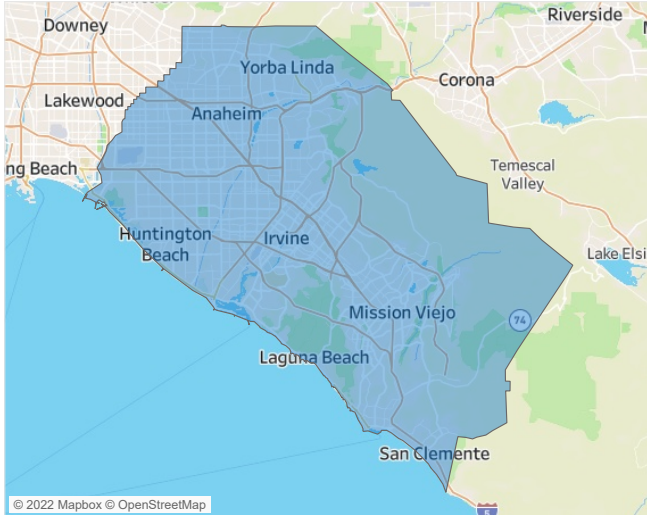 Riverside
Downey
Yorba Linda
Corona
Lakewood
Anaheim
ng Beach
Temescal
Valley
Huntington
Beach
Irvine
Lake Elsi
Mission Viejo
74
Laguna Beach
San Clemente
© 2022 Mapbox © OpenStreetMap
5